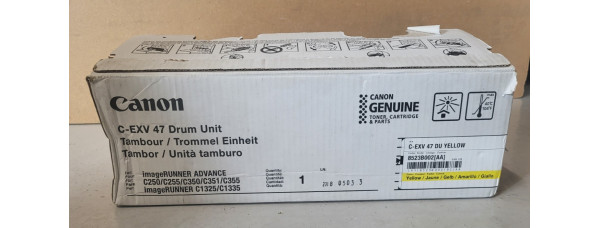 Canon
C-EXV 47 Drum Unit
Tambour / Trommel Einheit
Tambor / Unità tamburo
imageRUNNER ADVANCE
C250/C255/C350/C351/C355
imageRUNNER C1325/C1335
1
CANON
GENUINE
TONER, CARTRIDGE
& PARTS
C-EXV 47 DU YELLOW
8523B002[AA]
Yellow / Jaune / Gelb / Amarillo / Giallo